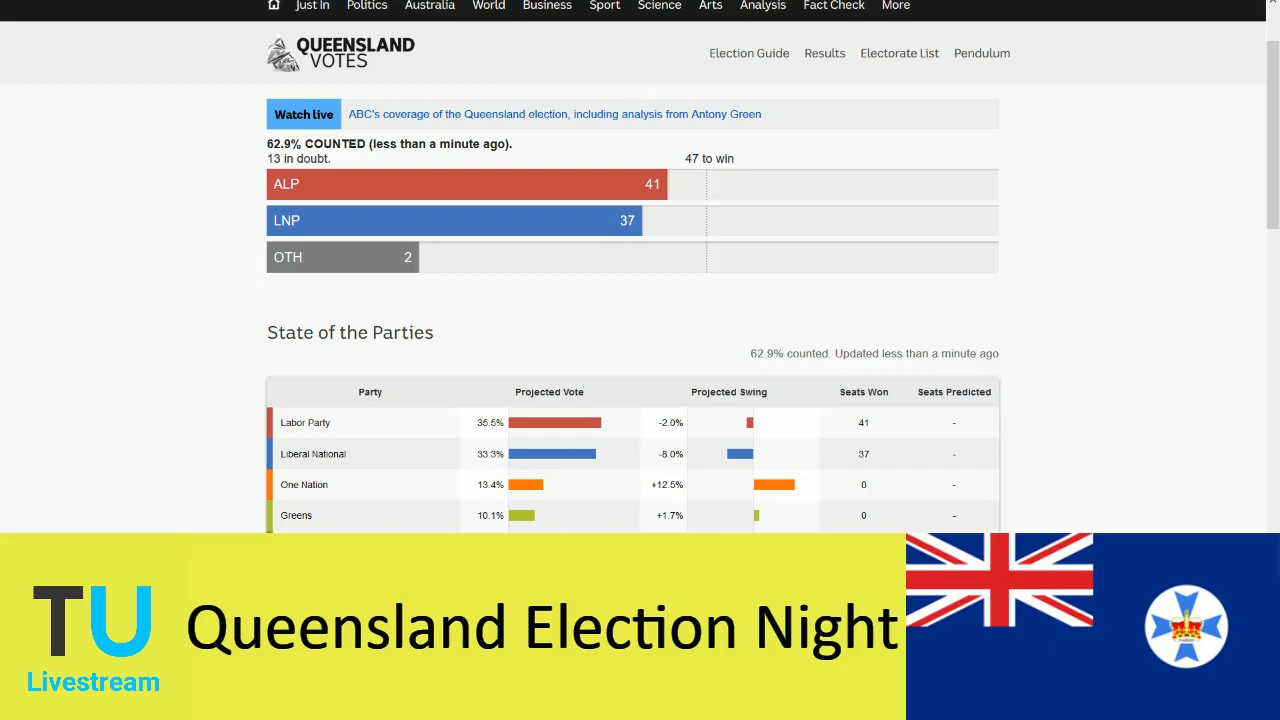 Just In Politics Australia World Business Sport Science Arts Analysis Fact Check More
QUEENSLAND
VOTES
Election Guide Results Electorate List Pendulum
Watch live ABC's coverage of the Queensland election, including analysis from Antony Green
62.9% COUNTED (less than a minute ago).
13 in doubt. 47 to win
ALP 41
LNP 37
OTH 2
State of the Parties
62.9% counted. Updated less than a minute ago
Party Projected Vote Projected Swing Seats Won Seats Predicted
Labor Party 35.5% -2.0% 41 -
Liberal National 33.3% -8.0% 37 -
One Nation 13.4% +12.5% 0 -
Greens 10.1% +1.7% 0 -
TU
Livestream
Queensland Election Night